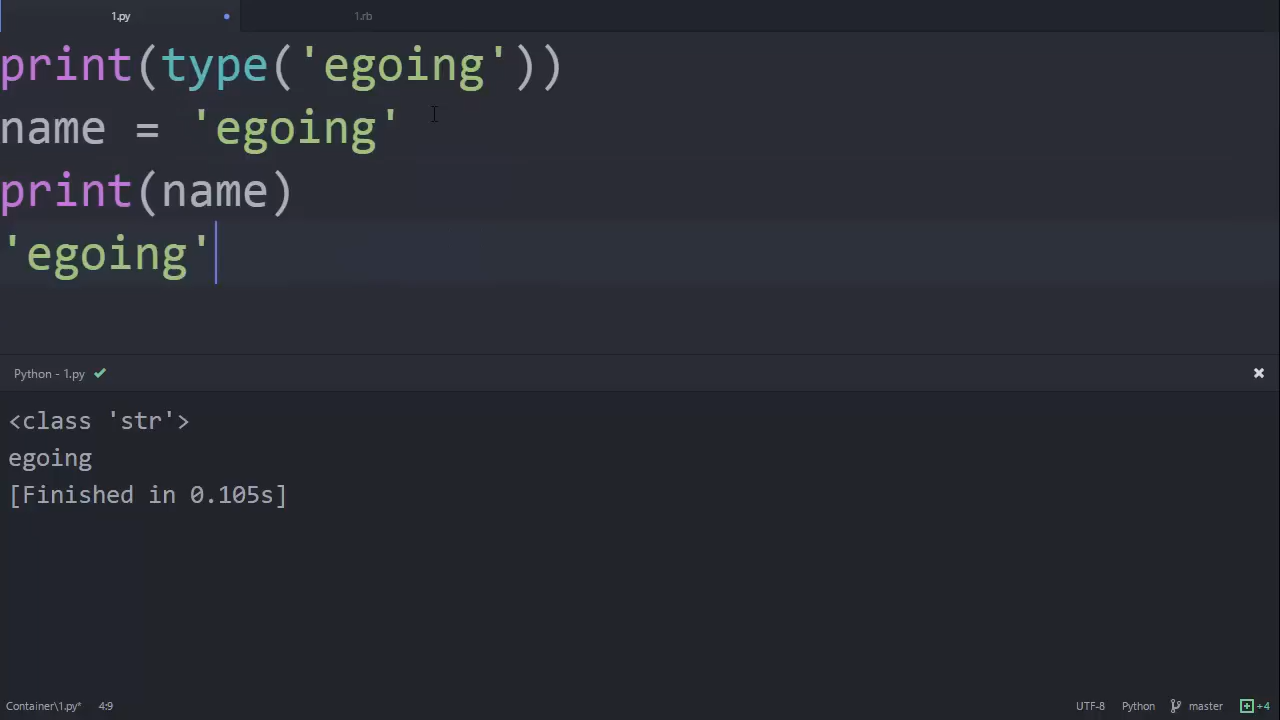 1.py 1.rb
print(type('egoing'))
name = 'egoing'
print(name)
'egoing'
Python - 1.py
<class 'str'>
egoing
[Finished in 0.105s]
Container\1.py* 4:9 UTF-8 Python master +4